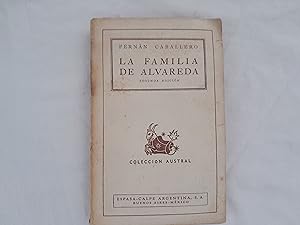 FERNÁN CABALLERO
LA FAMILIA
DE ALVAREDA
SEGUNDA EDICIÓN
COLECCIÓN AUSTRAL
ESPASA-CALPE ARGENTINA, S. A.
BUENOS AIRES-MÉXICO